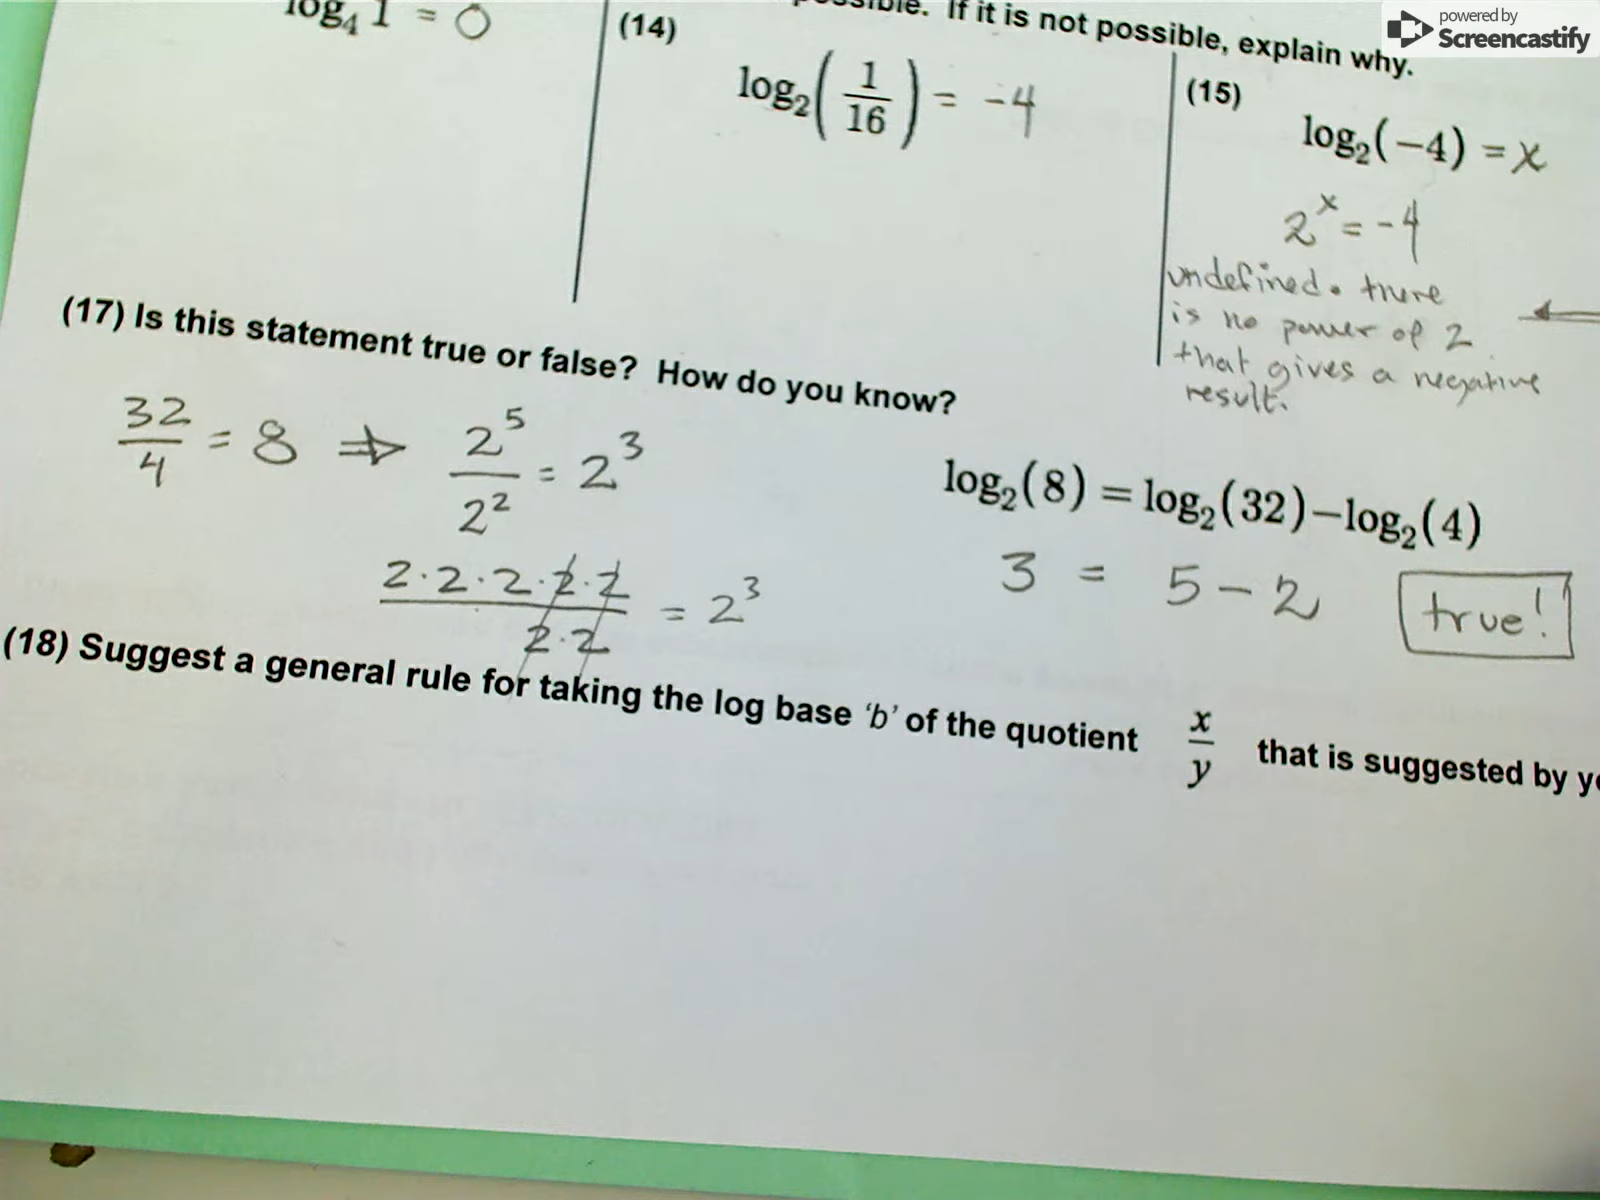 log₄ 1 = 0
If it is not possible, explain why.
powered by
Screencastify
(14)
log₂(1/16) = -4
(15)
log₂(−4) = x
2^x = -4
undefined. there
is no power of 2
that gives a negative
result.
(17) Is this statement true or false? How do you know?
32/4 = 8 ⇒ 2^5/2^2 = 2^3
log₂(8) = log₂(32)−log₂(4)
3 = 5 - 2 true!
2·2·2·2·2/2·2 = 2^3
(18) Suggest a general rule for taking the log base 'b' of the quotient x/y that is suggested by